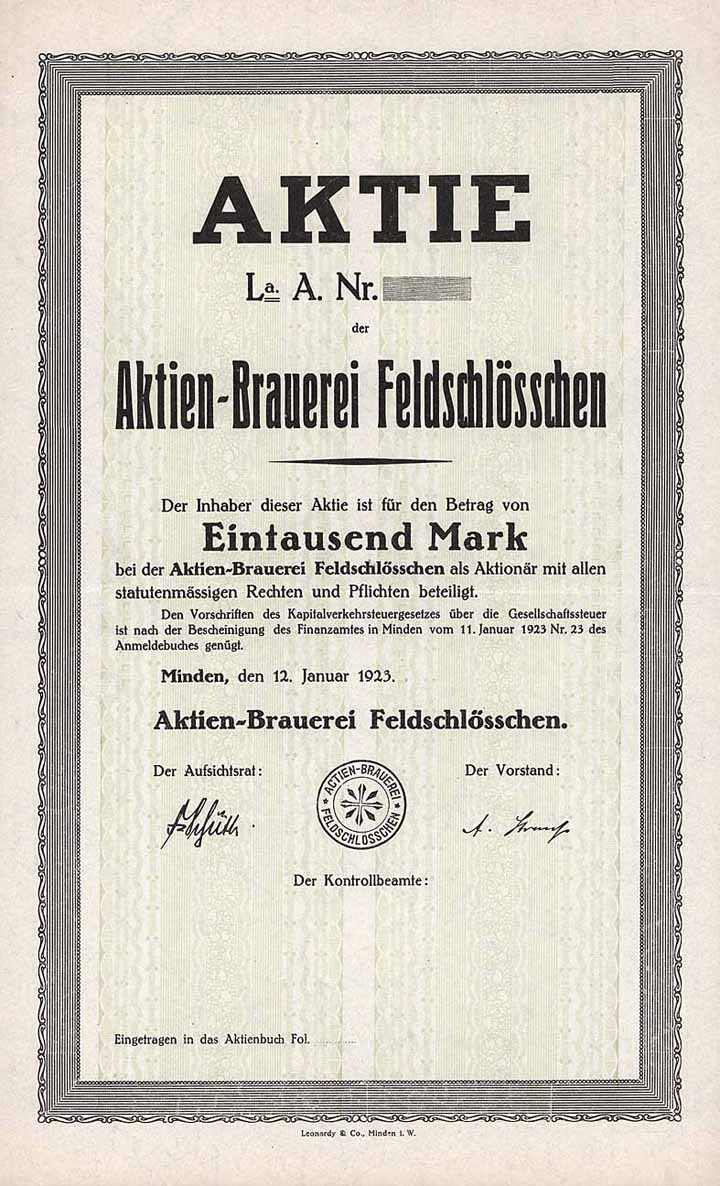 AKTIE
La. A. Nr.
der
Aktien-Brauerei Feldschlösschen
Der Inhaber dieser Aktie ist für den Betrag von
Eintausend Mark
bei der Aktien-Brauerei Feldschlösschen als Aktionär mit allen
statutenmässigen Rechten und Pflichten beteiligt.
Den Vorschriften des Kapitalverkehrsteuergesetzes über die Gesellschaftssteuer
ist nach der Bescheinigung des Finanzamtes in Minden vom 11. Januar 1923 Nr. 23 des
Anmeldebuches genügt.
Minden, den 12. Januar 1923.
Aktien-Brauerei Feldschlösschen.
Der Aufsichtsrat:
Der Vorstand:
ACTIEN-BRAUEREI
FELDSCHLOSSCHEN
A.
Der Kontrollbeamte:
Eingetragen in das Aktienbuch Fol.
Leonardy & Co., Minden i. W.